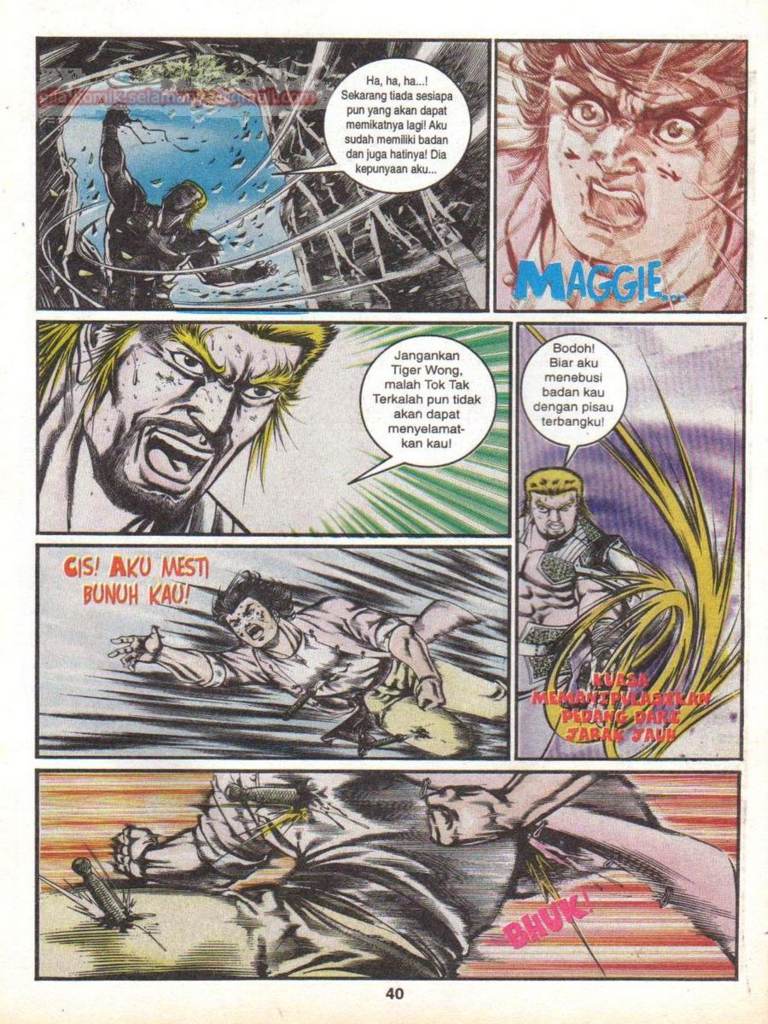 Ha, ha, ha...!
Sekarang tiada sesiapa
pun yang akan dapat
memikatnya lagi! Aku
sudah memiliki badan
dan juga hatinya! Dia
kepunyaan aku...
MAGGIE...
Jangankan
Tiger Wong,
malah Tok Tak
Terkalah pun tidak
akan dapat
menyelamat-
kan kau!
Bodoh!
Biar aku
menebusi
badan kau
dengan pisau
terbangku!
CIS! AKU MESTI
BUNUH KAU!
KUASA
MEMANIPULASIKAN
PEDANG DARI
JARAK JAUH
BHUK!
40